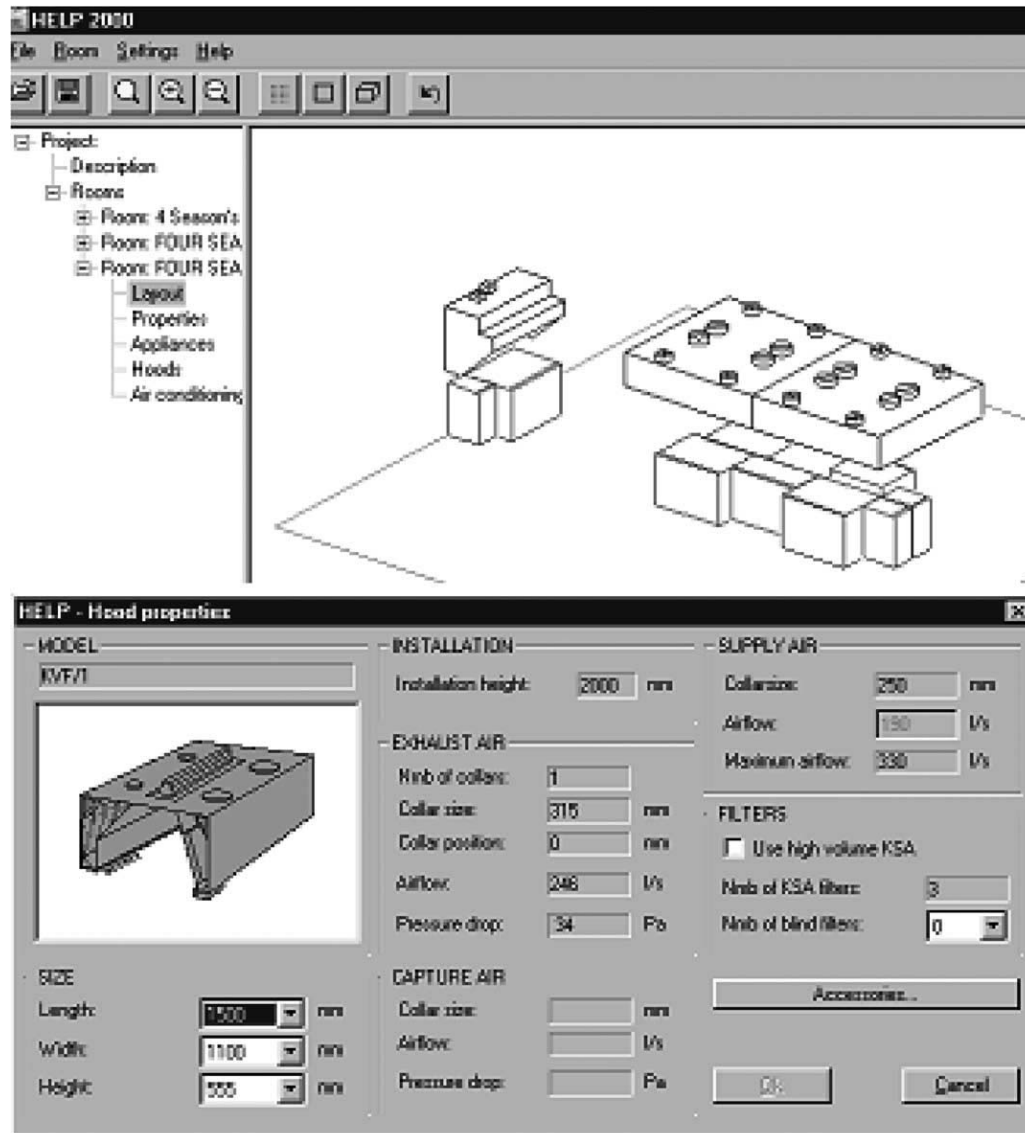 HELP 2000
File Room Settings Help
Project:
Description
Rooms
Room: 4 Season's
Room: FOUR SEA
Room: FOUR SEA
Layout
Properties
Appliances
Hoods
Air conditioning
HELP - Hood properties
MODEL
KVF/1
SIZE
Length: 1500 mm
Width: 1100 mm
Height: 555 mm
INSTALLATION
Installation height: 2000 mm
EXHAUST AIR
Nmb of collars: 1
Collar size: 315 mm
Collar position: 0 mm
Airflow: 246 l/s
Pressure drop: 34 Pa
CAPTURE AIR
Collar size: mm
Airflow: l/s
Pressure drop: Pa
SUPPLY AIR
Collarsize: 250 mm
Airflow: 190 l/s
Maximum airflow: 330 l/s
FILTERS
Use high volume KSA
Nmb of KSA filters: 3
Nmb of blind filters: 0
Accessories...
OK Cancel